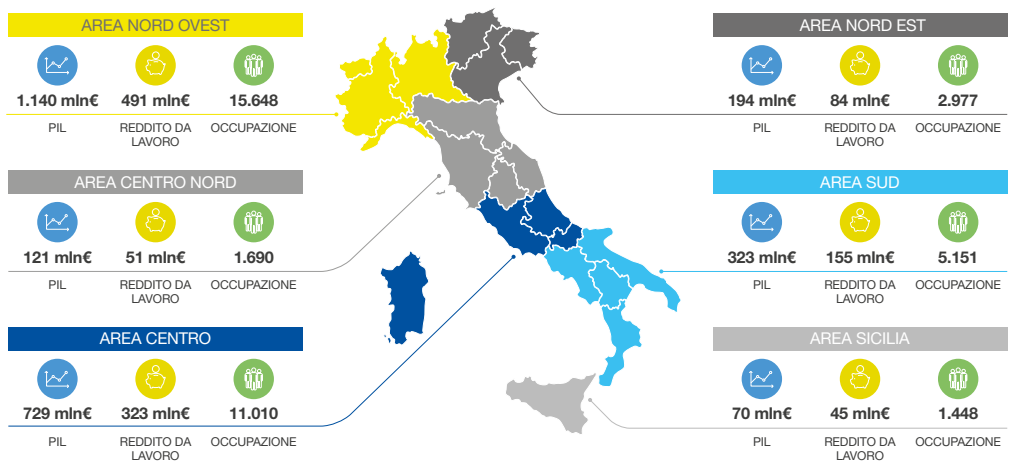 AREA NORD OVEST
1.140 mln€ 491 mln€ 15.648
PIL REDDITO DA LAVORO OCCUPAZIONE
AREA CENTRO NORD
121 mln€ 51 mln€ 1.690
PIL REDDITO DA LAVORO OCCUPAZIONE
AREA CENTRO
729 mln€ 323 mln€ 11.010
PIL REDDITO DA LAVORO OCCUPAZIONE
AREA NORD EST
194 mln€ 84 mln€ 2.977
PIL REDDITO DA LAVORO OCCUPAZIONE
AREA SUD
323 mln€ 155 mln€ 5.151
PIL REDDITO DA LAVORO OCCUPAZIONE
AREA SICILIA
70 mln€ 45 mln€ 1.448
PIL REDDITO DA LAVORO OCCUPAZIONE